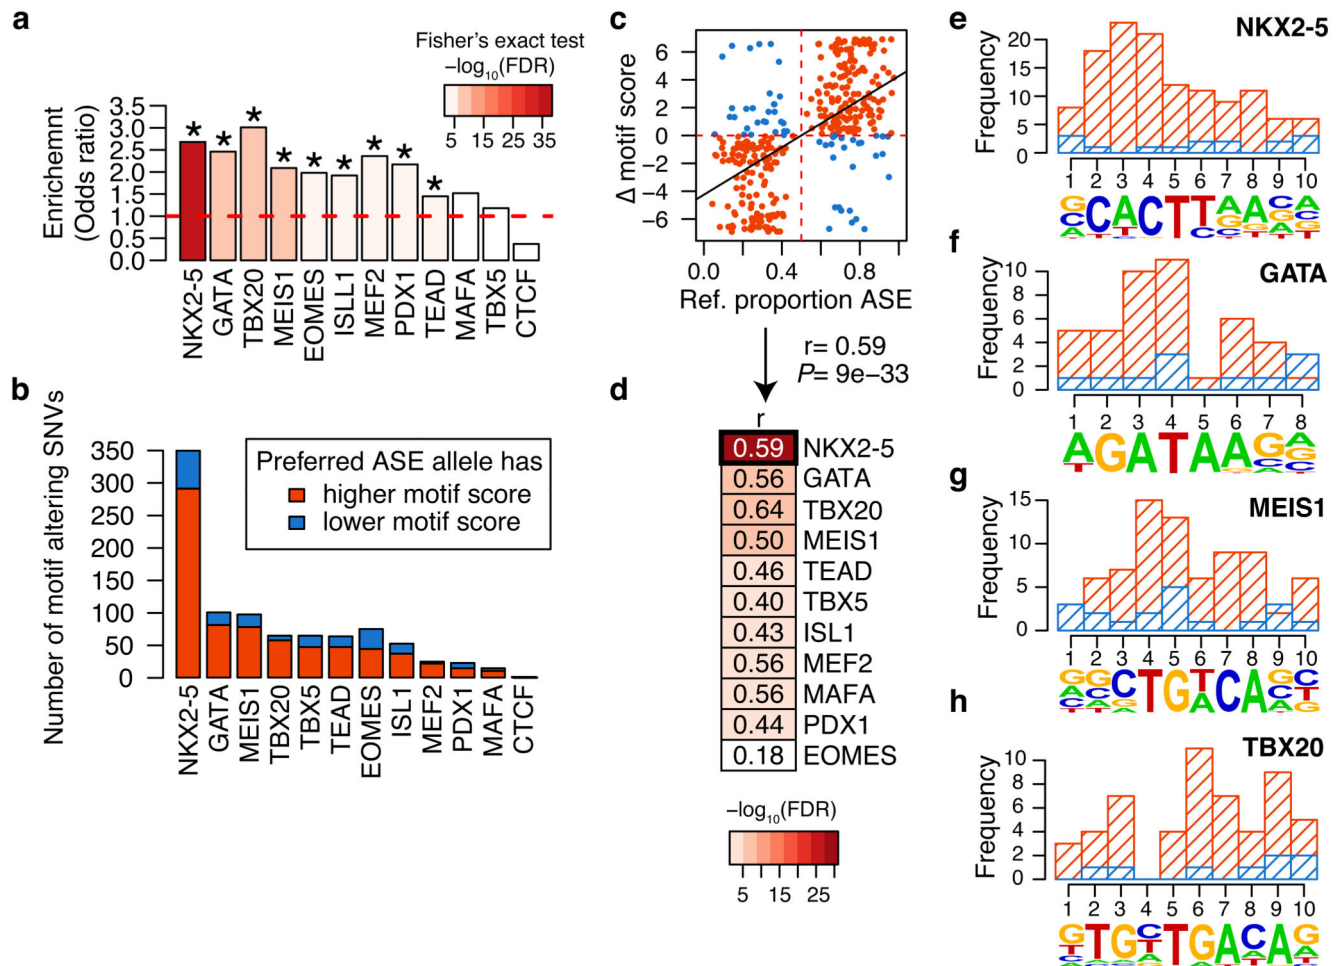 a
Fisher's exact test
−log10(FDR)
5 15 25 35
Enrichemnt
(Odds ratio)
3.5
3.0
2.5
2.0
1.5
1.0
0.5
0.0
* * * * * * * * *
NKX2-5
GATA
TBX20
MEIS1
EOMES
ISLL1
MEF2
PDX1
TEAD
MAFA
TBX5
CTCF
b
Number of motif altering SNVs
350
300
250
200
150
100
50
0
Preferred ASE allele has
higher motif score
lower motif score
NKX2-5
GATA
MEIS1
TBX20
TBX5
TEAD
EOMES
ISL1
MEF2
PDX1
MAFA
CTCF
c
Δ motif score
6
4
2
0
−2
−4
−6
0.0 0.4 0.8
Ref. proportion ASE
r= 0.59
P= 9e−33
d
r
0.59 NKX2-5
0.56 GATA
0.64 TBX20
0.50 MEIS1
0.46 TEAD
0.40 TBX5
0.43 ISL1
0.56 MEF2
0.56 MAFA
0.44 PDX1
0.18 EOMES
−log10(FDR)
5 15 25
e
NKX2-5
Frequency
20
15
10
5
0
1 2 3 4 5 6 7 8 9 10
GCACTTAACA
f
GATA
Frequency
10
8
6
4
2
0
1 2 3 4 5 6 7 8
AGATAAGA
g
MEIS1
Frequency
15
10
5
0
1 2 3 4 5 6 7 8 9 10
GGCTGTCAGC
h
TBX20
Frequency
10
8
6
4
2
0
1 2 3 4 5 6 7 8 9 10
GTGCTGACAG